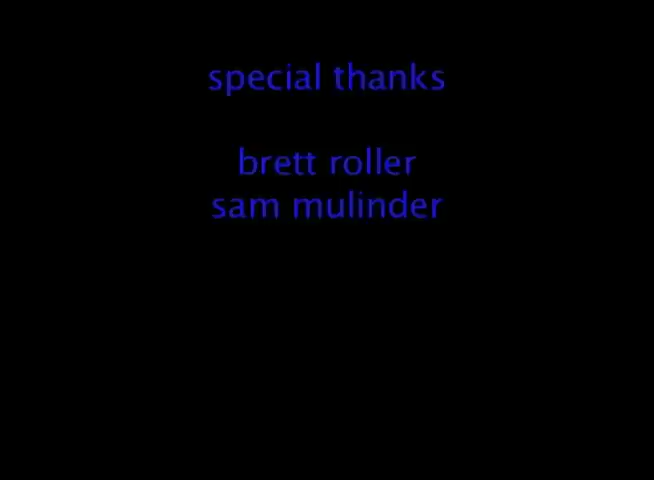 special thanks
brett roller
sam mulinder